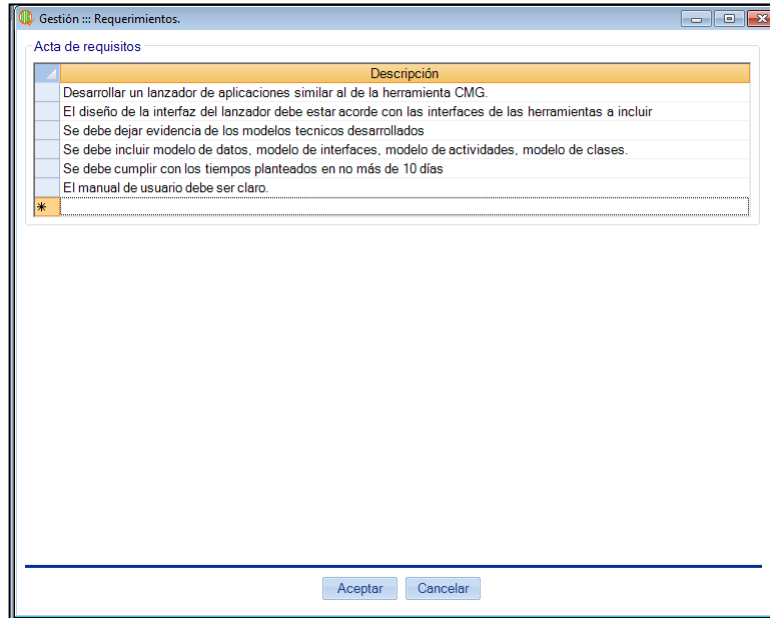 Gestión ::: Requerimientos.
Acta de requisitos
Descripción
Desarrollar un lanzador de aplicaciones similar al de la herramienta CMG.
El diseño de la interfaz del lanzador debe estar acorde con las interfaces de las herramientas a incluir
Se debe dejar evidencia de los modelos tecnicos desarrollados
Se debe incluir modelo de datos, modelo de interfaces, modelo de actividades, modelo de clases.
Se debe cumplir con los tiempos planteados en no más de 10 días
El manual de usuario debe ser claro.
Aceptar Cancelar